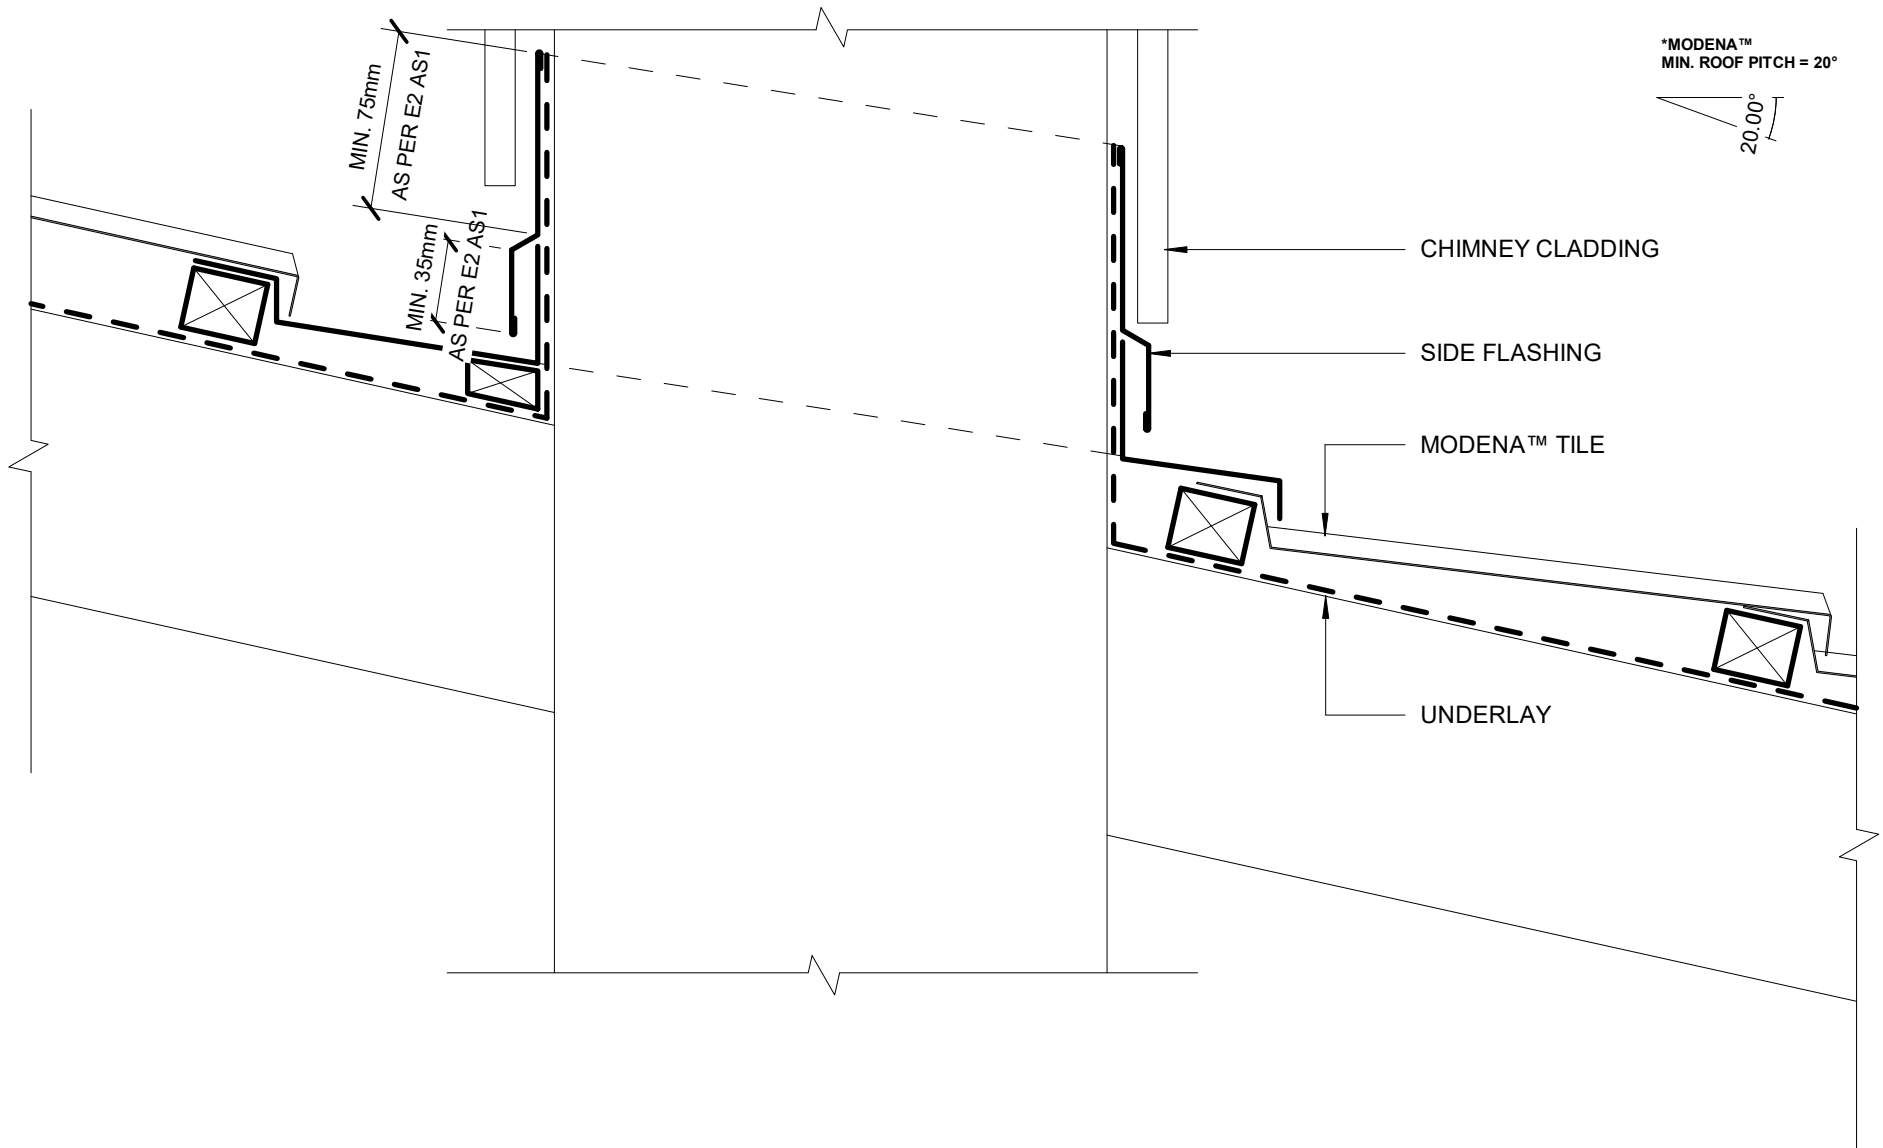 *MODENA™
MIN. ROOF PITCH = 20°
20.00°
MIN. 75mm
AS PER E2 AS1
MIN. 35mm
AS PER E2 AS1
CHIMNEY CLADDING
SIDE FLASHING
MODENA™ TILE
UNDERLAY